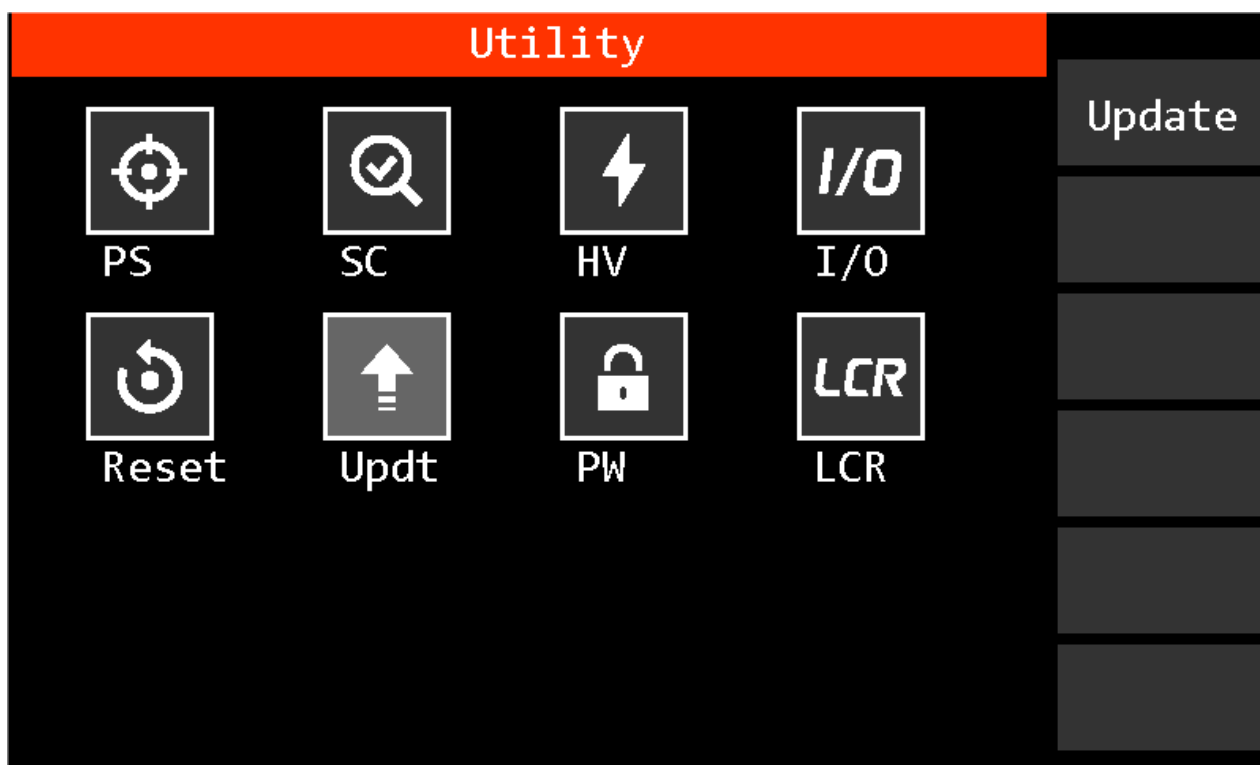 Utility
Update
I/O
PS SC HV I/O
LCR
Reset Updt PW LCR